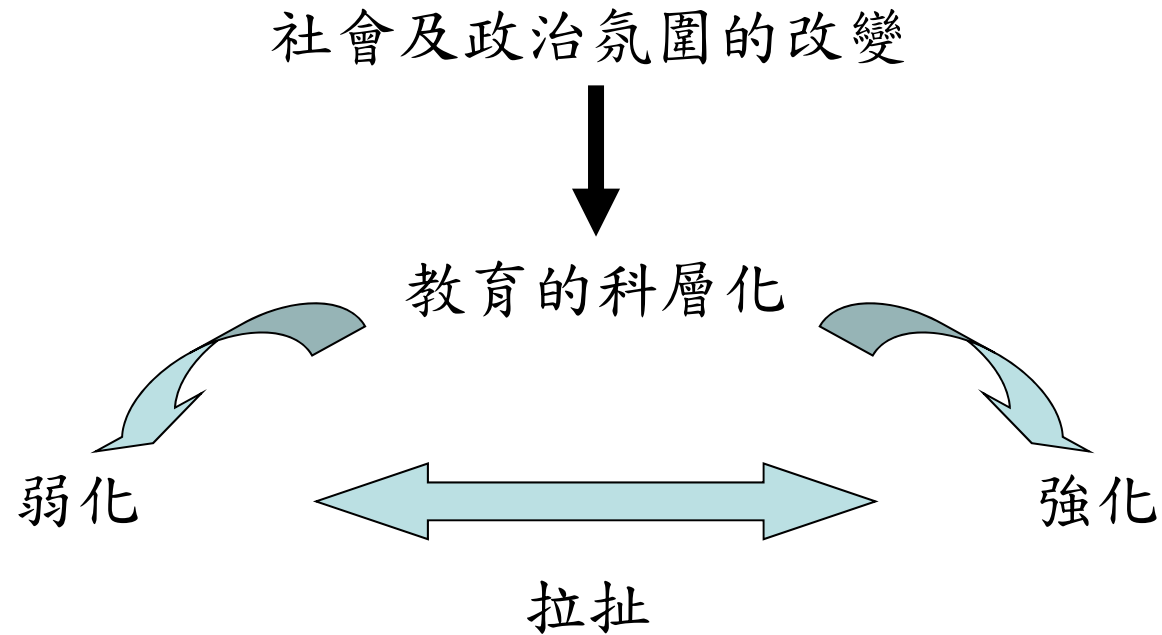 社會及政治氛圍的改變
教育的科層化
弱化
強化
拉扯